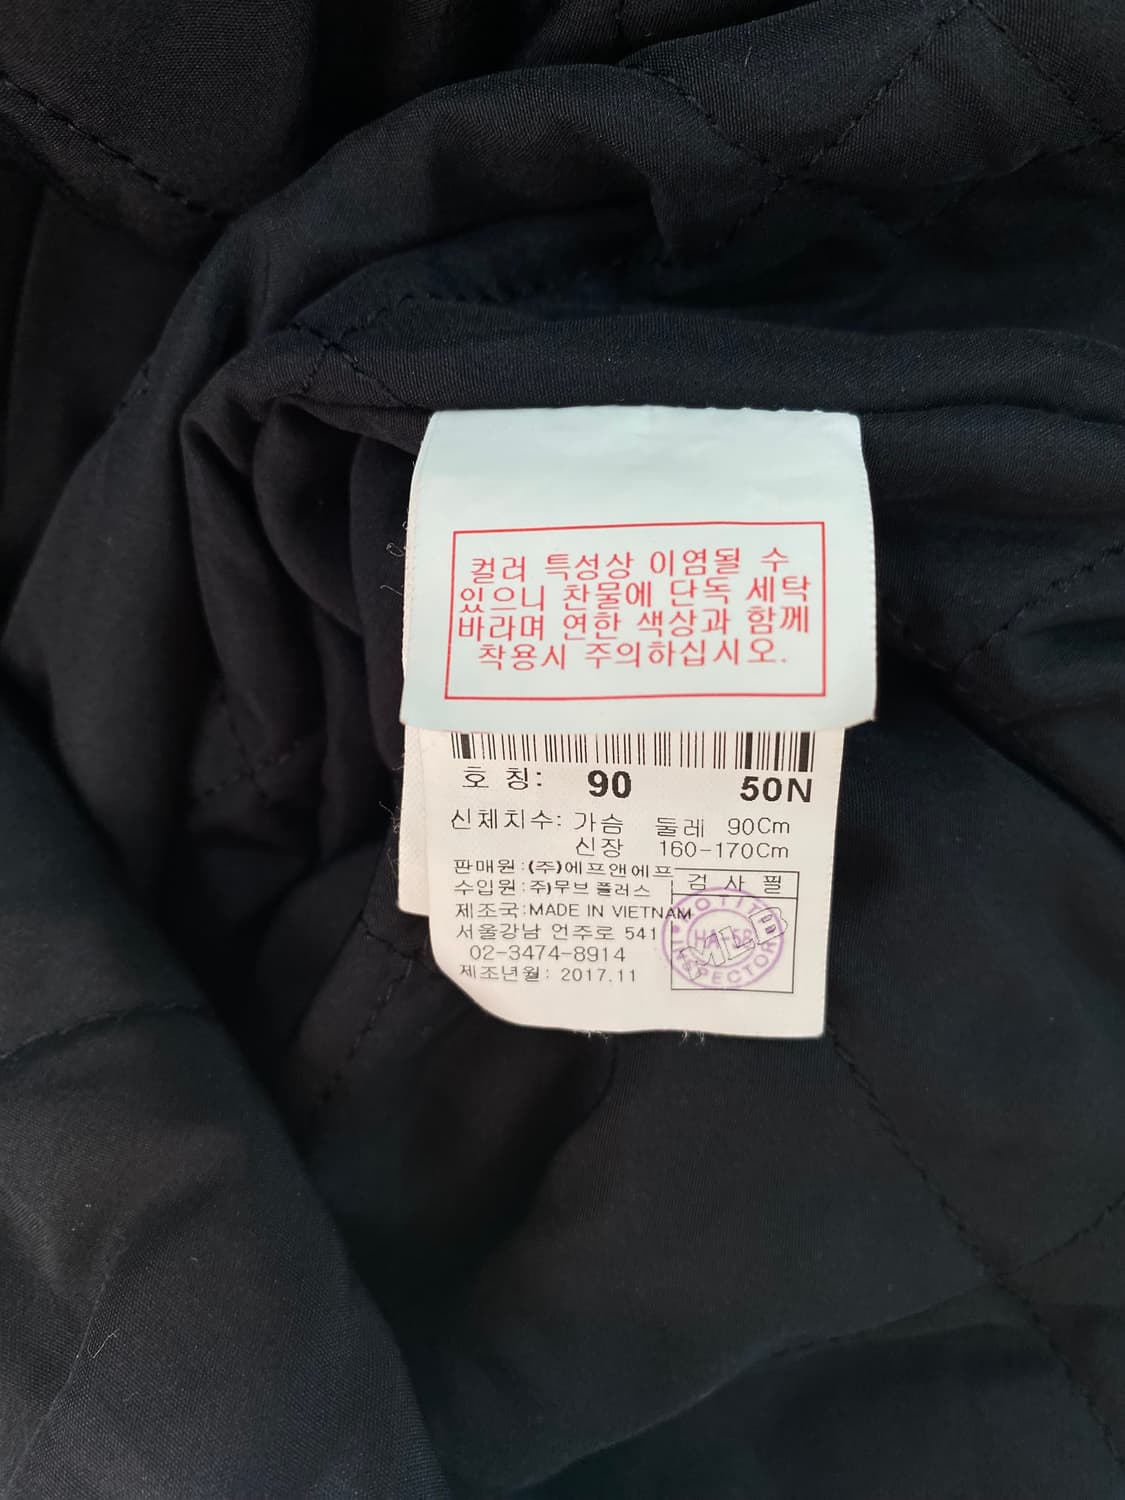 컬러 특성상 이염될 수
있으니 찬물에 단독 세탁
바라며 연한 색상과 함께
착용시 주의하십시오.
호 칭: 90 50N
신체치수: 가슴 둘레 90Cm
신장 160-170Cm
판매원:(주)에프앤에프
수입원:주)무브플러스
제조국:MADE IN VIETNAM
서울강남 언주로 541
02-3474-8914
제조년월: 2017.11
검 사 필
INSPECTOR
MLB